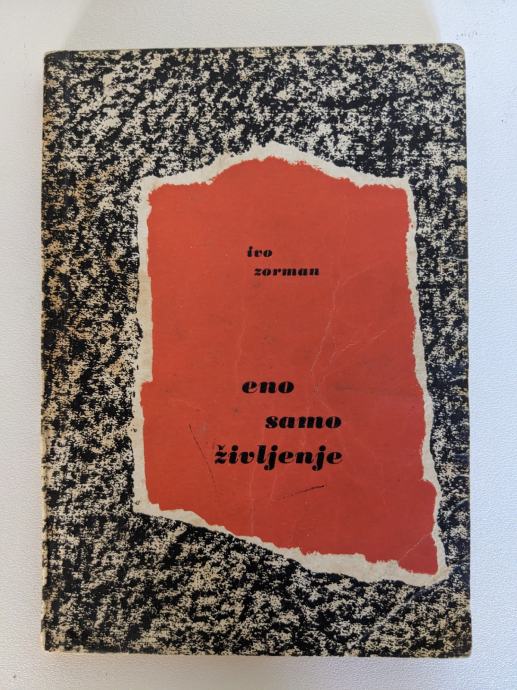 ivo
zorman
eno
samo
življenje